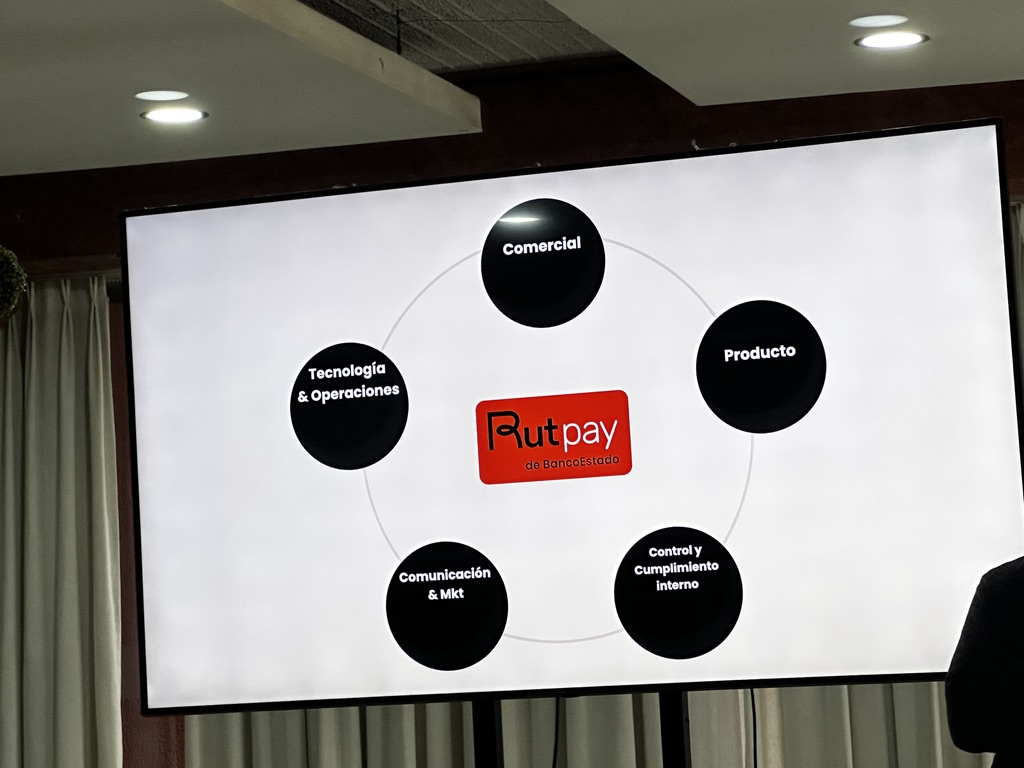 Comercial
Producto
Tecnología
& Operaciones
Rutpay
de BancoEstado
Control y
Cumplimiento
interno
Comunicación
& Mkt